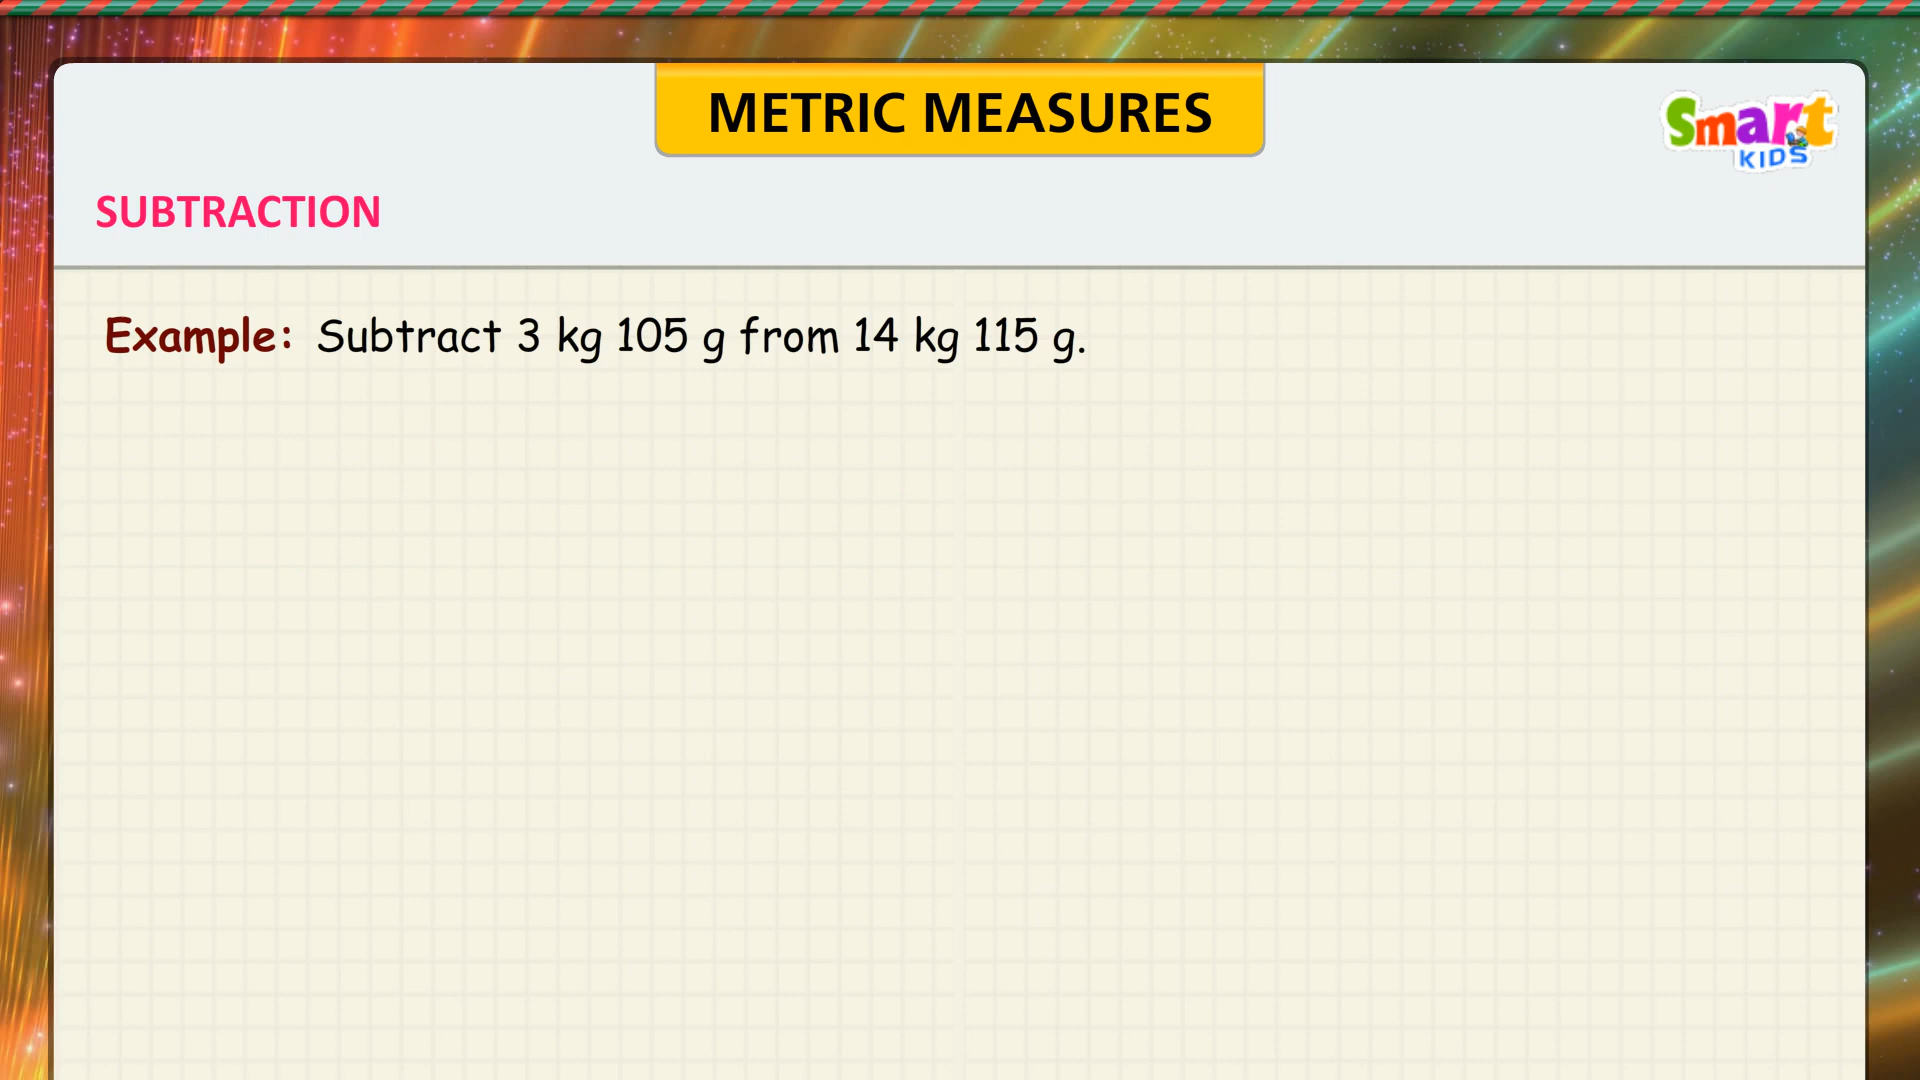 METRIC MEASURES
Smart
KIDS
SUBTRACTION
Example: Subtract 3 kg 105 g from 14 kg 115 g.